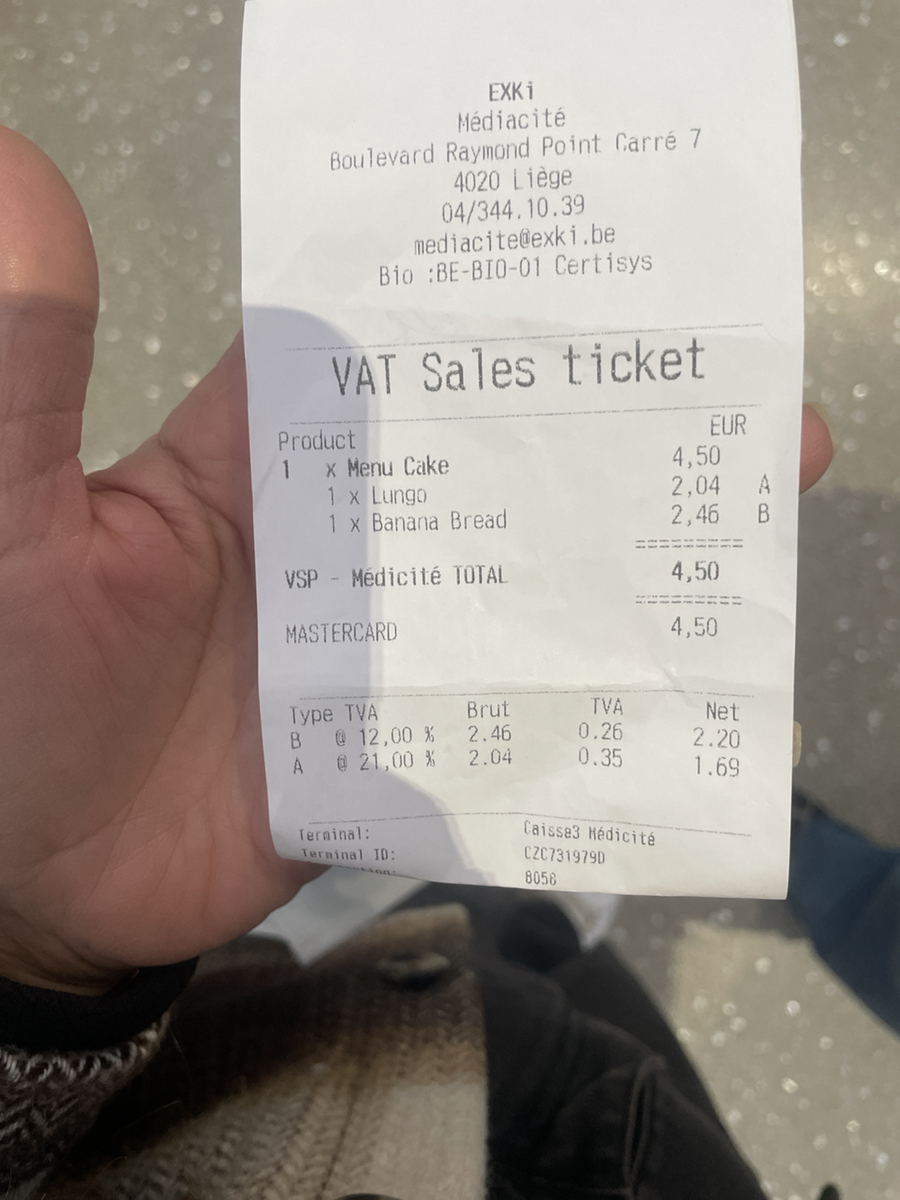 EXKi
Médiacité
Boulevard Raymond Point Carré 7
4020 Liège
04/344.10.39
mediacite@exki.be
Bio :BE-BIO-01 Certisys
VAT Sales ticket
Product EUR
1 x Menu Cake 4,50
1 x Lungo 2,04 A
1 x Banana Bread 2,46 B
=========
VSP - Médicité TOTAL 4,50
=========
MASTERCARD 4,50
Type TVA Brut TVA Net
B @ 12,00 % 2.46 0.26 2.20
A @ 21,00 % 2.04 0.35 1.69
Terminal: Caisse3 Médicité
Terminal ID: CZC731979D
8058